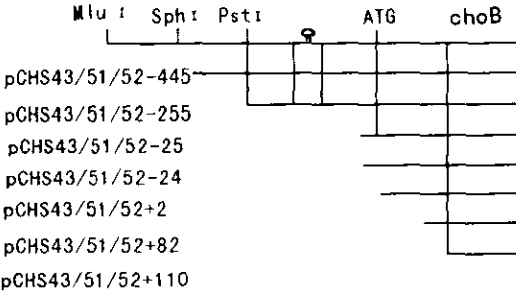 Mlu I Sph I Pst I ATG choB
pCHS43/51/52-445
pCHS43/51/52-255
pCHS43/51/52-25
pCHS43/51/52-24
pCHS43/51/52+2
pCHS43/51/52+82
pCHS43/51/52+110